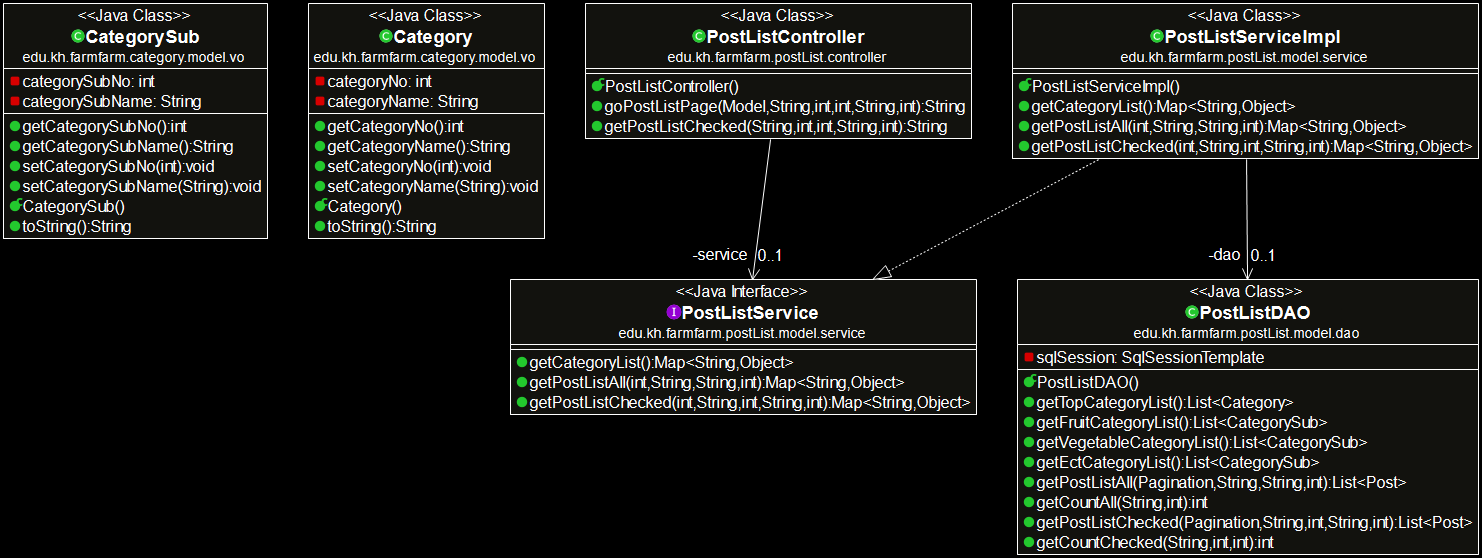 <<Java Class>>
CategorySub
edu.kh.farmfarm.category.model.vo
categorySubNo: int
categorySubName: String
getCategorySubNo():int
getCategorySubName():String
setCategorySubNo(int):void
setCategorySubName(String):void
CategorySub()
toString():String
<<Java Class>>
Category
edu.kh.farmfarm.category.model.vo
categoryNo: int
categoryName: String
getCategoryNo():int
getCategoryName():String
setCategoryNo(int):void
setCategoryName(String):void
Category()
toString():String
<<Java Class>>
PostListController
edu.kh.farmfarm.postList.controller
PostListController()
goPostListPage(Model,String,int,int,String,int):String
getPostListChecked(String,int,int,String,int):String
<<Java Class>>
PostListServiceImpl
edu.kh.farmfarm.postList.model.service
PostListServiceImpl()
getCategoryList():Map<String,Object>
getPostListAll(int,String,String,int):Map<String,Object>
getPostListChecked(int,String,int,String,int):Map<String,Object>
-service 0..1
-dao 0..1
<<Java Interface>>
PostListService
edu.kh.farmfarm.postList.model.service
getCategoryList():Map<String,Object>
getPostListAll(int,String,String,int):Map<String,Object>
getPostListChecked(int,String,int,String,int):Map<String,Object>
<<Java Class>>
PostListDAO
edu.kh.farmfarm.postList.model.dao
sqlSession: SqlSessionTemplate
PostListDAO()
getTopCategoryList():List<Category>
getFruitCategoryList():List<CategorySub>
getVegetableCategoryList():List<CategorySub>
getEctCategoryList():List<CategorySub>
getPostListAll(Pagination,String,String,int):List<Post>
getCountAll(String,int):int
getPostListChecked(Pagination,String,int,String,int):List<Post>
getCountChecked(String,int,int):int